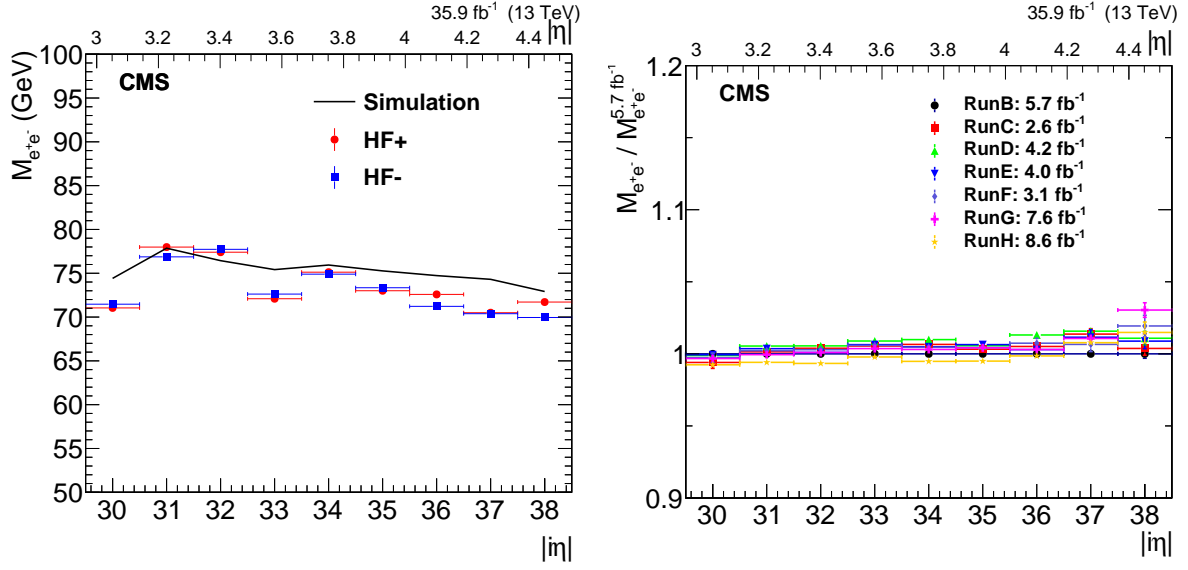 35.9 fb-1 (13 TeV)
3 3.2 3.4 3.6 3.8 4 4.2 4.4 |η|
CMS
Simulation
HF+
HF-
Me+e- (GeV)
100
95
90
85
80
75
70
65
60
55
50
30 31 32 33 34 35 36 37 38
|iη|
35.9 fb-1 (13 TeV)
|η|
3 3.2 3.4 3.6 3.8 4 4.2 4.4
CMS
RunB: 5.7 fb-1
RunC: 2.6 fb-1
RunD: 4.2 fb-1
RunE: 4.0 fb-1
RunF: 3.1 fb-1
RunG: 7.6 fb-1
RunH: 8.6 fb-1
Me+e- / M5.7 fb-1e+e-
1.2
1.1
1
0.9
30 31 32 33 34 35 36 37 38
|iη|